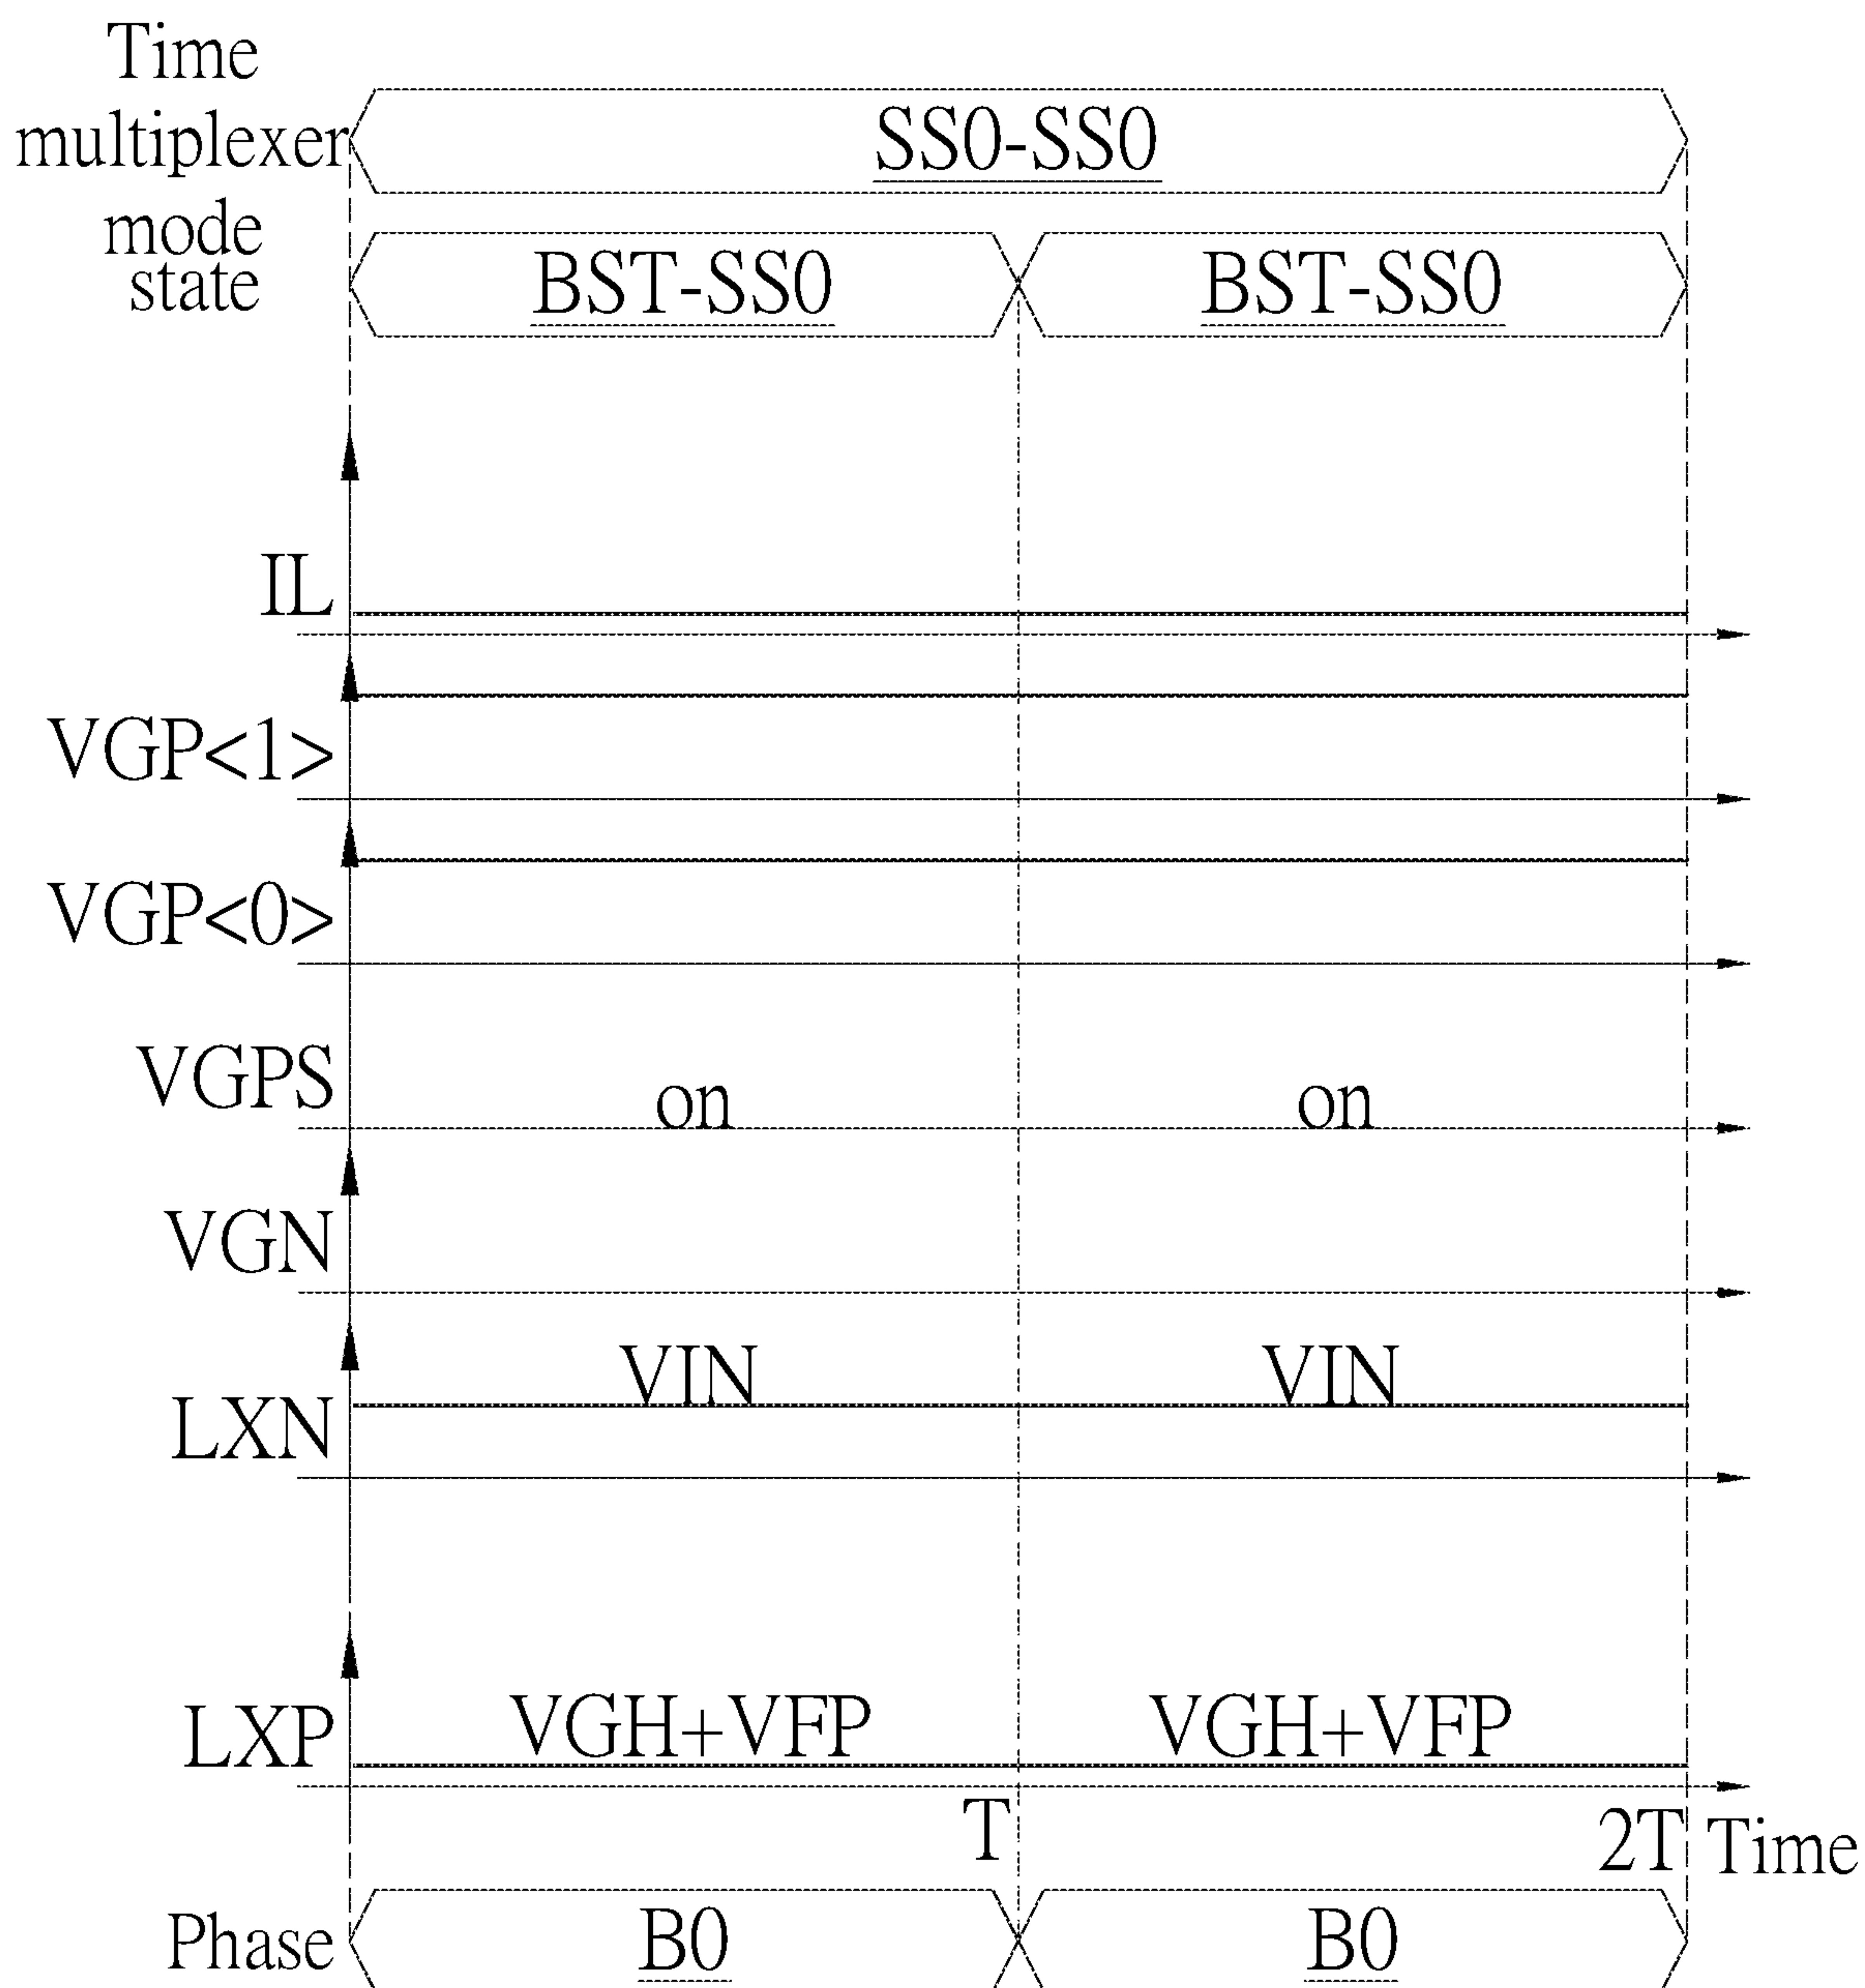 Time
multiplexer
mode
state
SS0-SS0
BST-SS0 BST-SS0
IL
VGP<1>
VGP<0>
VGPS on on
VGN
LXN VIN VIN
LXP VGH+VFP VGH+VFP
T 2T Time
Phase B0 B0